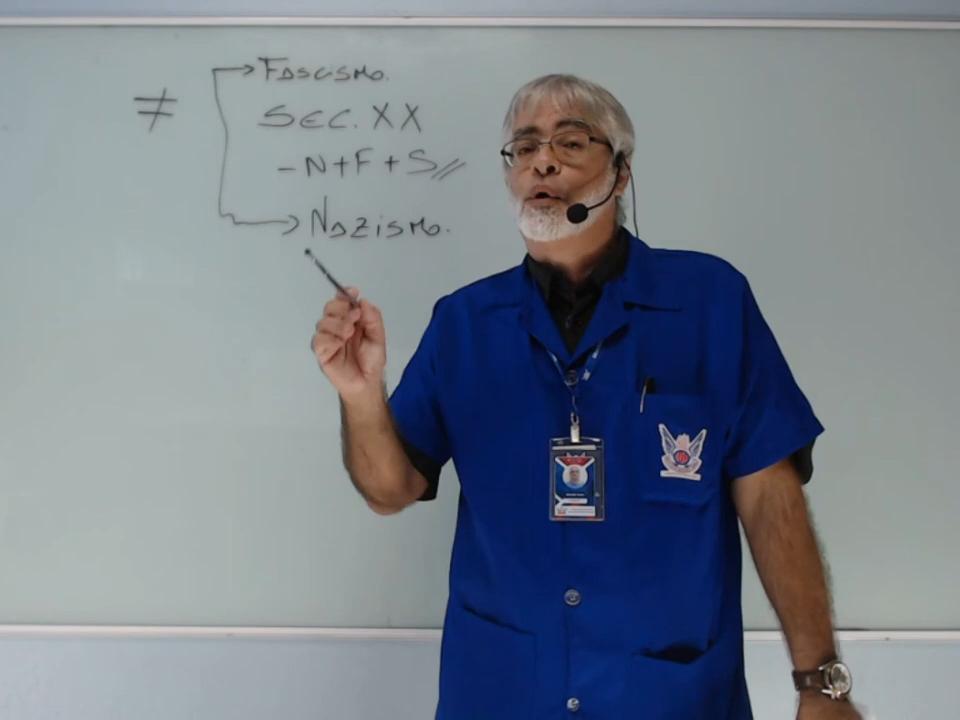 ≠
Fascismo.
SEC. XX
- N + F + S //
Nazismo.